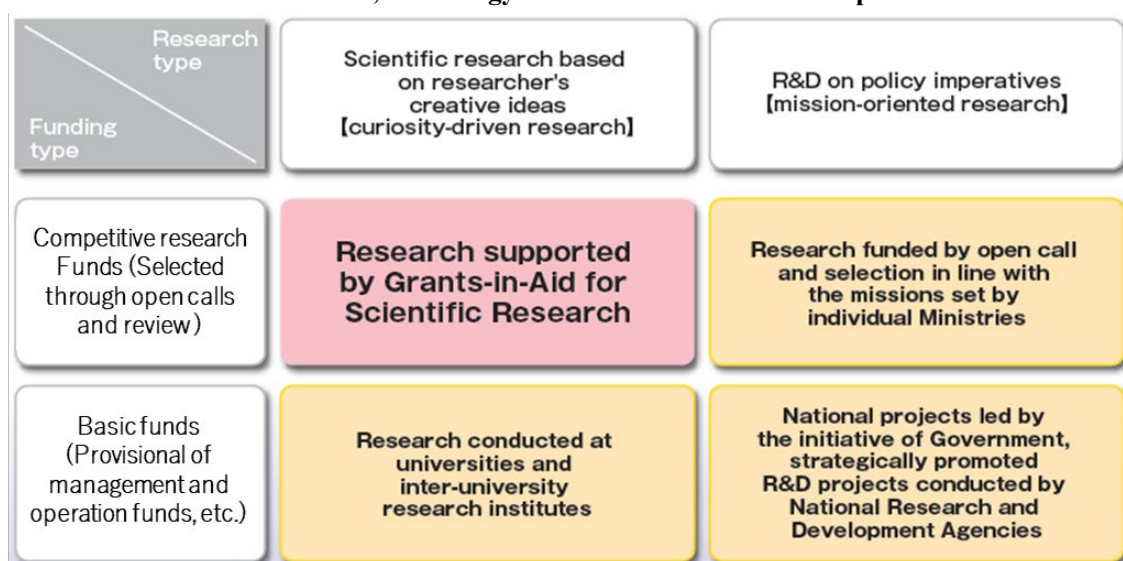 Research
type
Funding
type
Scientific research based
on researcher's
creative ideas
【curiosity-driven research】
R&D on policy imperatives
【mission-oriented research】
Competitive research
Funds (Selected
through open calls
and review)
Research supported
by Grants-in-Aid for
Scientific Research
Research funded by open call
and selection in line with
the missions set by
individual Ministries
Basic funds
(Provisional of
management and
operation funds, etc.)
Research conducted at
universities and
inter-university
research institutes
National projects led by
the initiative of Government,
strategically promoted
R&D projects conducted by
National Research and
Development Agencies